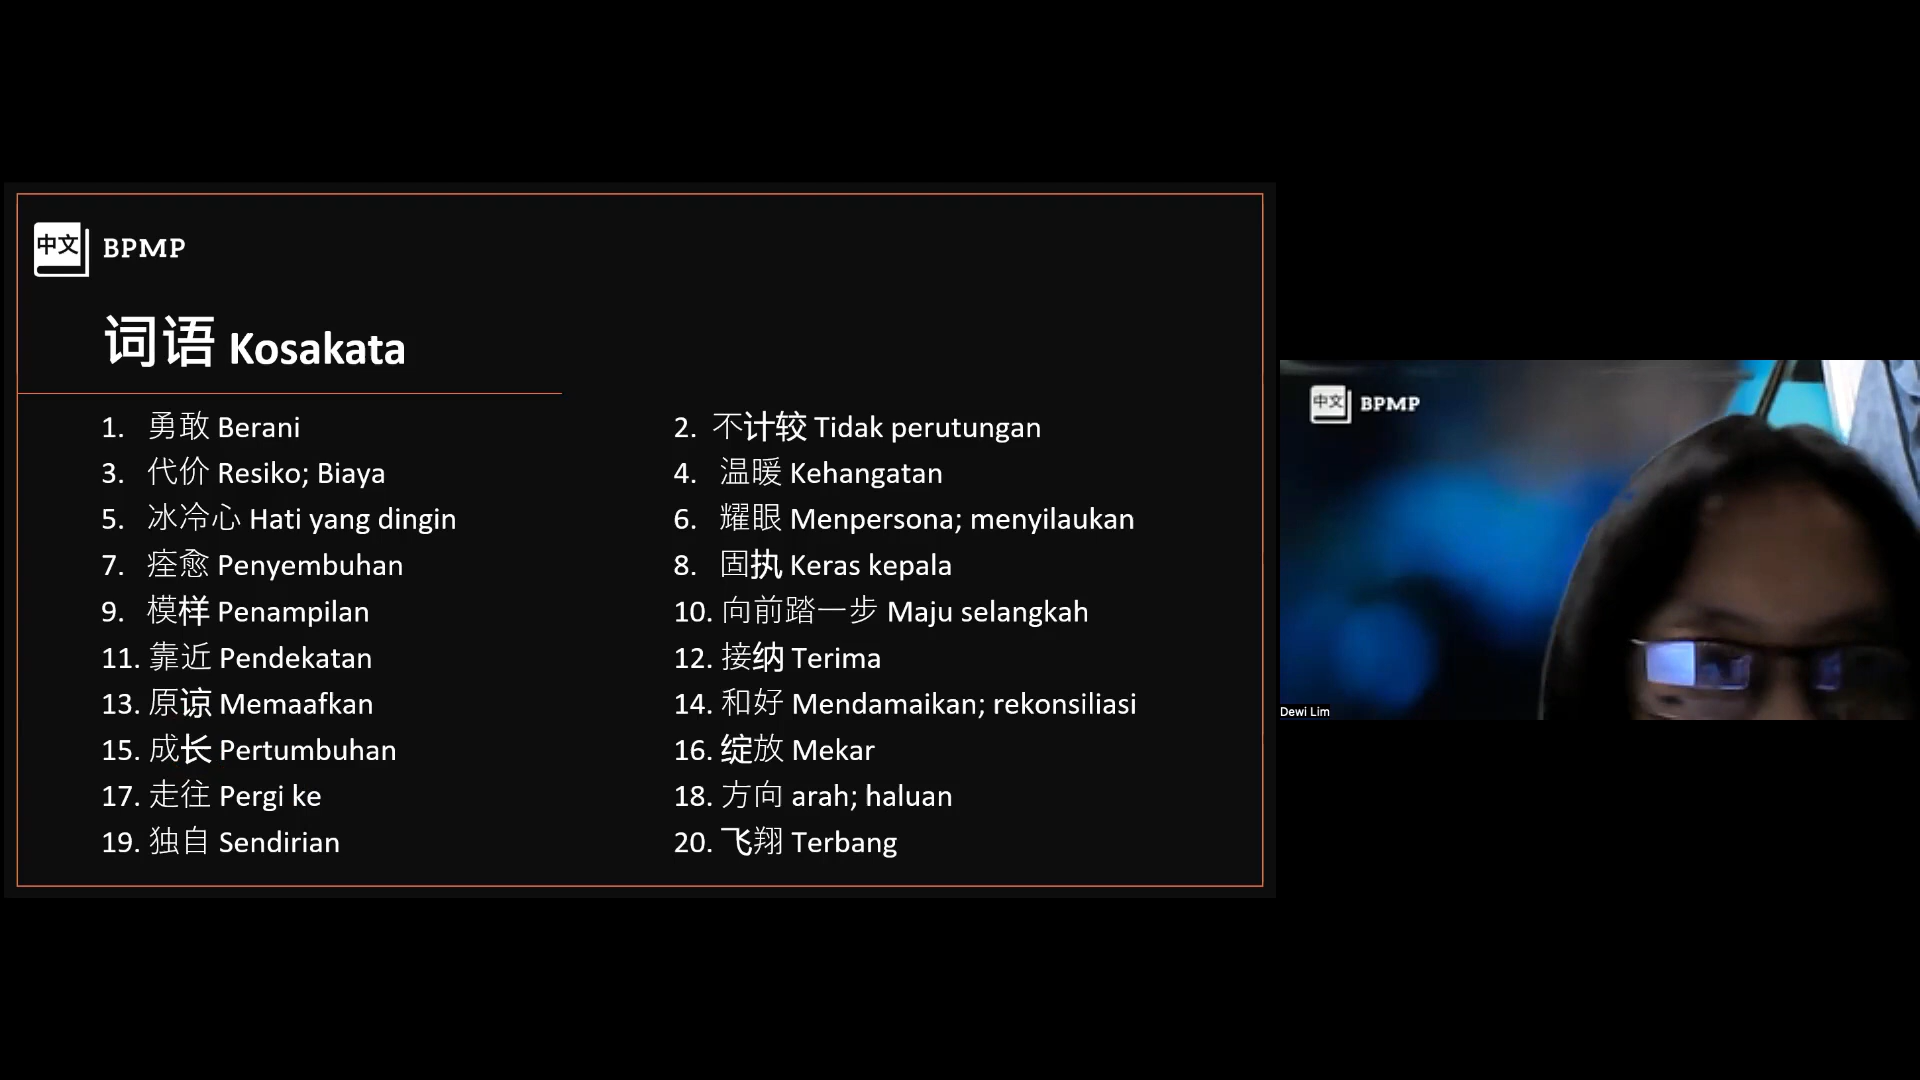 中文 BPMP
词语 Kosakata
1. 勇敢 Berani
2. 不计较 Tidak perutungan
3. 代价 Resiko; Biaya
4. 温暖 Kehangatan
5. 冰冷心 Hati yang dingin
6. 耀眼 Menpersona; menyilaukan
7. 痊愈 Penyembuhan
8. 固执 Keras kepala
9. 模样 Penampilan
10. 向前踏一步 Maju selangkah
11. 靠近 Pendekatan
12. 接纳 Terima
13. 原谅 Memaafkan
14. 和好 Mendamaikan; rekonsiliasi
15. 成长 Pertumbuhan
16. 绽放 Mekar
17. 走往 Pergi ke
18. 方向 arah; haluan
19. 独自 Sendirian
20. 飞翔 Terbang
中文 BPMP
Dewi Lim